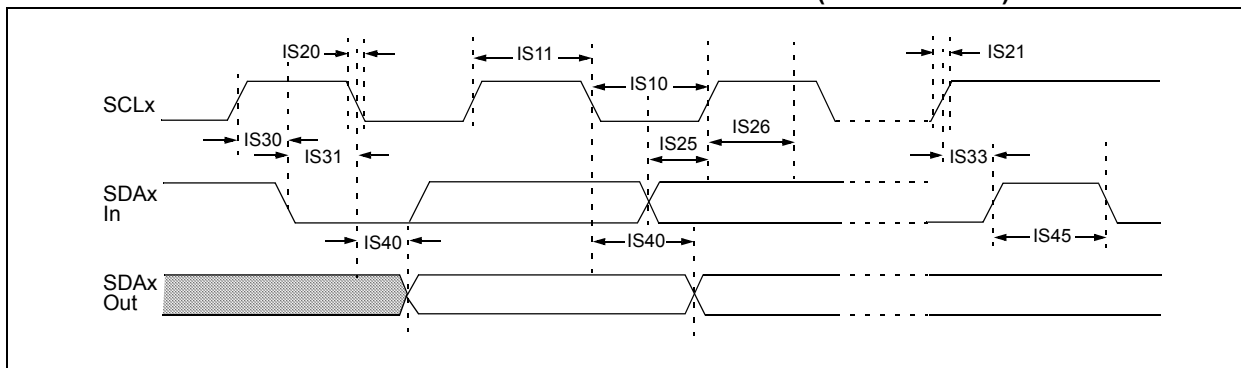 IS20
IS11
IS10
IS21
SCLx
IS30
IS31
IS25
IS26
IS33
SDAx
In
IS40
IS40
IS45
SDAx
Out